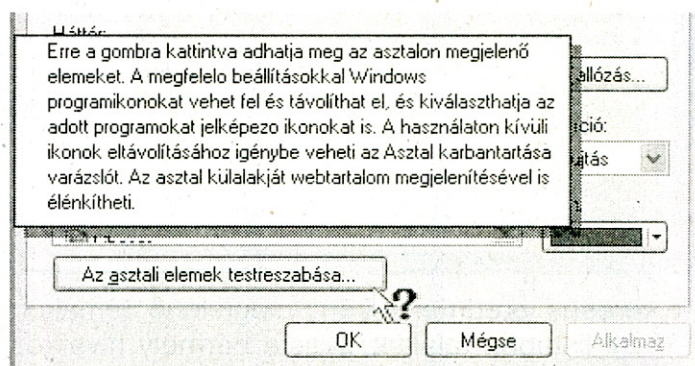 Erre a gombra kattintva adhatja meg az asztalon megjelenő
elemeket. A megfelelo beállításokkal Windows
programikonokat vehet fel és távolíthat el, és kiválaszthatja az
adott programokat jelképezo ikonokat is. A használaton kívüli
ikonok eltávolításához igénybe veheti az Asztal karbantartása
varázslót. Az asztal külalakját webtartalom megjelenítésével is
élénkítheti.
allózás...
ció:
jtás
Az asztali elemek testreszabása...
?
OK Mégse Alkalmaz